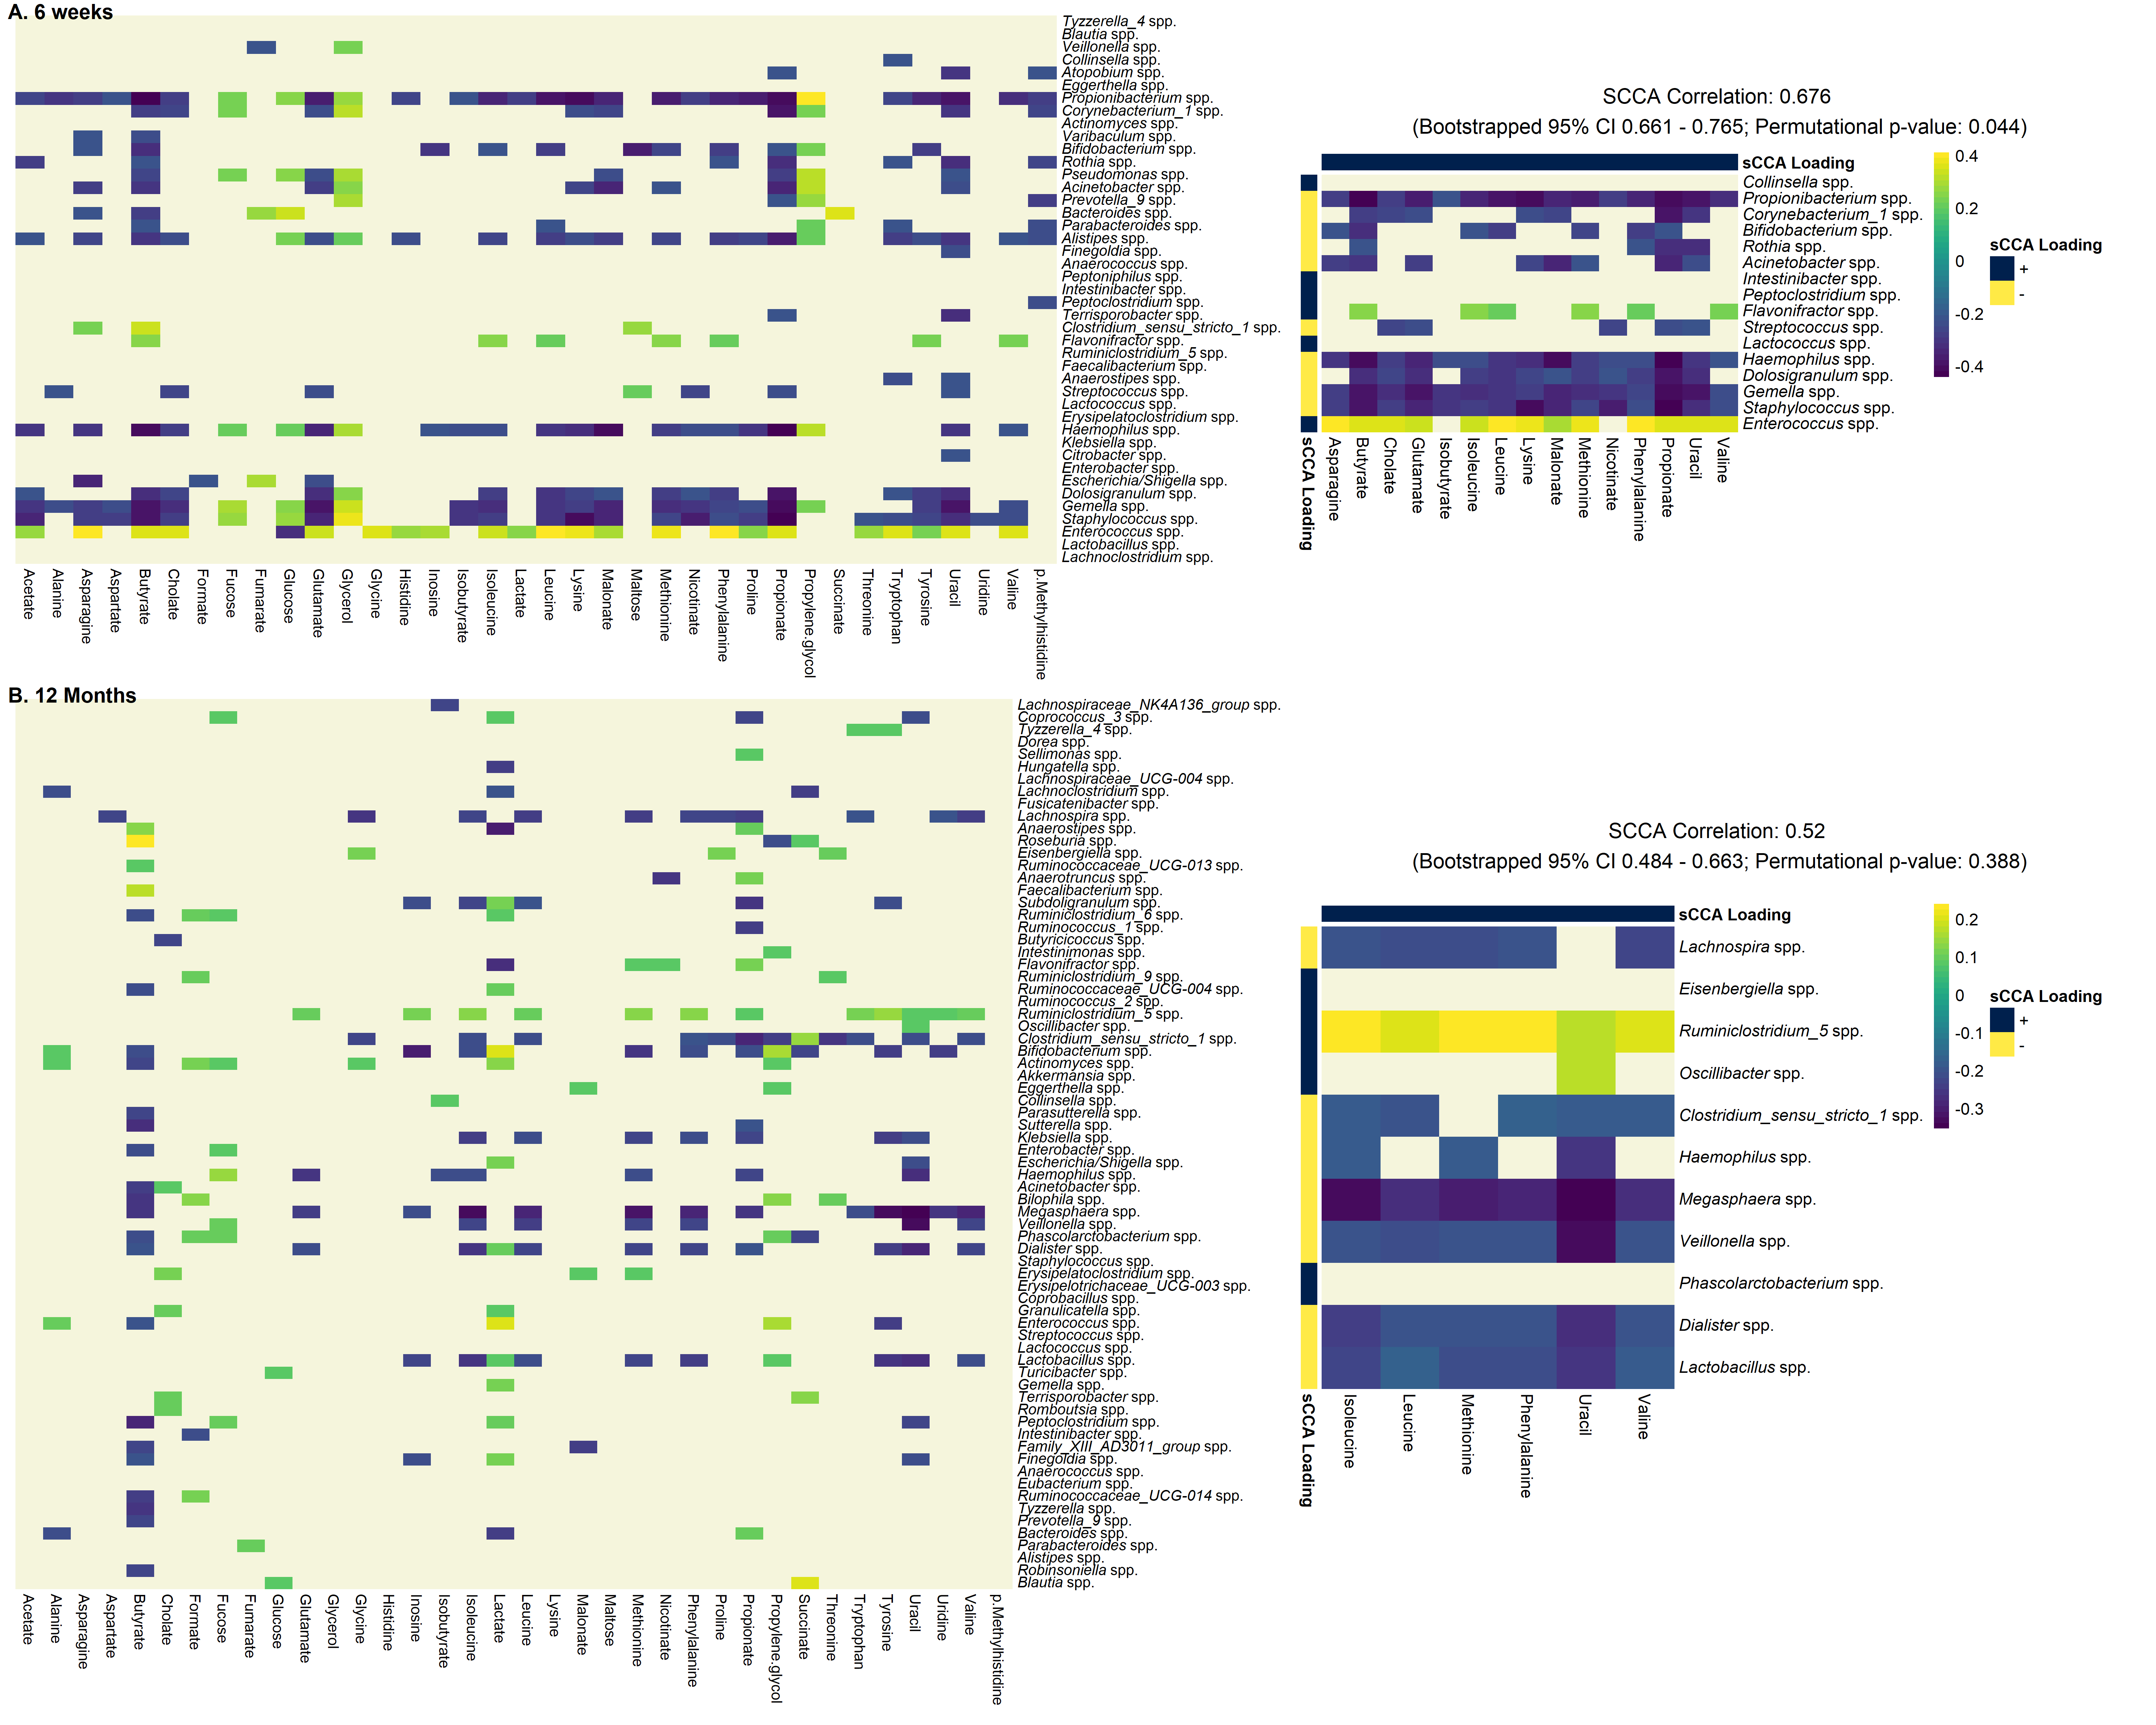 A. 6 weeks
Tyzzerella_4 spp.
Blautia spp.
Veillonella spp.
Collinsella spp.
Atopobium spp.
Eggerthella spp.
Propionibacterium spp.
Corynebacterium_1 spp.
Actinomyces spp.
Varibaculum spp.
Bifidobacterium spp.
Rothia spp.
Pseudomonas spp.
Acinetobacter spp.
Prevotella_9 spp.
Bacteroides spp.
Parabacteroides spp.
Alistipes spp.
Finegoldia spp.
Anaerococcus spp.
Peptoniphilus spp.
Intestinibacter spp.
Peptoclostridium spp.
Terrisporobacter spp.
Clostridium_sensu_stricto_1 spp.
Flavonifractor spp.
Ruminiclostridium_5 spp.
Faecalibacterium spp.
Anaerostipes spp.
Streptococcus spp.
Lactococcus spp.
Erysipelatoclostridium spp.
Haemophilus spp.
Klebsiella spp.
Citrobacter spp.
Enterobacter spp.
Escherichia/Shigella spp.
Dolosigranulum spp.
Gemella spp.
Staphylococcus spp.
Enterococcus spp.
Lactobacillus spp.
Lachnoclostridium spp.
Acetate
Alanine
Asparagine
Aspartate
Butyrate
Cholate
Formate
Fucose
Fumarate
Glucose
Glutamate
Glycerol
Glycine
Histidine
Inosine
Isobutyrate
Isoleucine
Lactate
Leucine
Lysine
Malonate
Maltose
Methionine
Nicotinate
Phenylalanine
Proline
Propionate
Propylene.glycol
Succinate
Threonine
Tryptophan
Tyrosine
Uracil
Uridine
Valine
p.Methylhistidine
SCCA Correlation: 0.676
(Bootstrapped 95% CI 0.661 - 0.765; Permutational p-value: 0.044)
sCCA Loading
Collinsella spp.
Propionibacterium spp.
Corynebacterium_1 spp.
Bifidobacterium spp.
Rothia spp.
Acinetobacter spp.
Intestinibacter spp.
Peptoclostridium spp.
Flavonifractor spp.
Streptococcus spp.
Lactococcus spp.
Haemophilus spp.
Dolosigranulum spp.
Gemella spp.
Staphylococcus spp.
Enterococcus spp.
sCCA Loading
Asparagine
Butyrate
Cholate
Glutamate
Isobutyrate
Isoleucine
Leucine
Lysine
Malonate
Methionine
Nicotinate
Phenylalanine
Propionate
Uracil
Valine
0.4
0.2
0
-0.2
-0.4
sCCA Loading
+
-
B. 12 Months
Lachnospiraceae_NK4A136_group spp.
Coprococcus_3 spp.
Tyzzerella_4 spp.
Dorea spp.
Sellimonas spp.
Hungatella spp.
Lachnospiraceae_UCG-004 spp.
Lachnoclostridium spp.
Fusicatenibacter spp.
Lachnospira spp.
Anaerostipes spp.
Roseburia spp.
Eisenbergiella spp.
Ruminococcaceae_UCG-013 spp.
Anaerotruncus spp.
Faecalibacterium spp.
Subdoligranulum spp.
Ruminiclostridium_6 spp.
Ruminococcus_1 spp.
Butyricicoccus spp.
Intestinimonas spp.
Flavonifractor spp.
Ruminiclostridium_9 spp.
Ruminococcaceae_UCG-004 spp.
Ruminococcus_2 spp.
Ruminiclostridium_5 spp.
Oscillibacter spp.
Clostridium_sensu_stricto_1 spp.
Bifidobacterium spp.
Actinomyces spp.
Akkermansia spp.
Eggerthella spp.
Collinsella spp.
Parasutterella spp.
Sutterella spp.
Klebsiella spp.
Enterobacter spp.
Escherichia/Shigella spp.
Haemophilus spp.
Acinetobacter spp.
Bilophila spp.
Megasphaera spp.
Veillonella spp.
Phascolarctobacterium spp.
Dialister spp.
Staphylococcus spp.
Erysipelatoclostridium spp.
Erysipelotrichaceae_UCG-003 spp.
Coprobacillus spp.
Granulicatella spp.
Enterococcus spp.
Streptococcus spp.
Lactococcus spp.
Lactobacillus spp.
Turicibacter spp.
Gemella spp.
Terrisporobacter spp.
Romboutsia spp.
Peptoclostridium spp.
Intestinibacter spp.
Family_XIII_AD3011_group spp.
Finegoldia spp.
Anaerococcus spp.
Eubacterium spp.
Ruminococcaceae_UCG-014 spp.
Tyzzerella spp.
Prevotella_9 spp.
Bacteroides spp.
Parabacteroides spp.
Alistipes spp.
Robinsoniella spp.
Blautia spp.
Acetate
Alanine
Asparagine
Aspartate
Butyrate
Cholate
Formate
Fucose
Fumarate
Glucose
Glutamate
Glycerol
Glycine
Histidine
Inosine
Isobutyrate
Isoleucine
Lactate
Leucine
Lysine
Malonate
Maltose
Methionine
Nicotinate
Phenylalanine
Proline
Propionate
Propylene.glycol
Succinate
Threonine
Tryptophan
Tyrosine
Uracil
Uridine
Valine
p.Methylhistidine
SCCA Correlation: 0.52
(Bootstrapped 95% CI 0.484 - 0.663; Permutational p-value: 0.388)
sCCA Loading
Lachnospira spp.
Eisenbergiella spp.
Ruminiclostridium_5 spp.
Oscillibacter spp.
Clostridium_sensu_stricto_1 spp.
Haemophilus spp.
Megasphaera spp.
Veillonella spp.
Phascolarctobacterium spp.
Dialister spp.
Lactobacillus spp.
sCCA Loading
Isoleucine
Leucine
Methionine
Phenylalanine
Uracil
Valine
0.2
0.1
0
-0.1
-0.2
-0.3
sCCA Loading
+
-